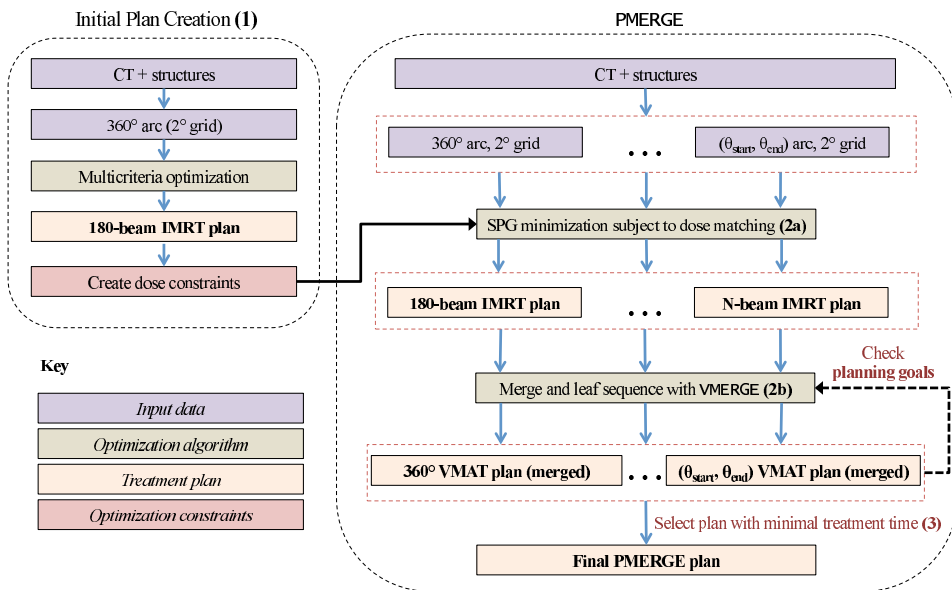 Initial Plan Creation (1)
CT + structures
360° arc (2° grid)
Multicriteria optimization
180-beam IMRT plan
Create dose constraints
Key
Input data
Optimization algorithm
Treatment plan
Optimization constraints
PMERGE
CT + structures
360° arc, 2° grid
...
(θstart, θend) arc, 2° grid
SPG minimization subject to dose matching (2a)
180-beam IMRT plan
...
N-beam IMRT plan
Check
planning goals
Merge and leaf sequence with VMERGE (2b)
360° VMAT plan (merged)
...
(θstart, θend) VMAT plan (merged)
Select plan with minimal treatment time (3)
Final PMERGE plan